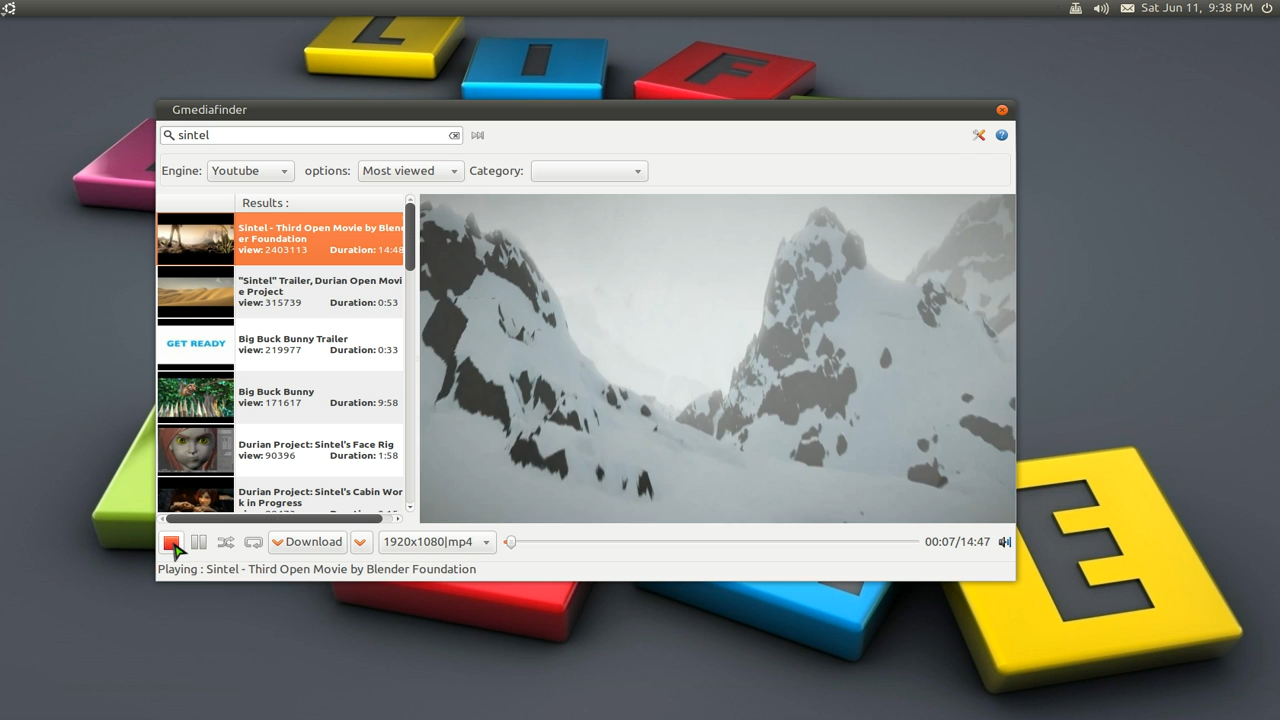 Sat Jun 11, 9:38 PM
L I F
Gmediafinder
sintel
Engine: Youtube options: Most viewed Category:
Results :
Sintel - Third Open Movie by Blen
er Foundation
view: 2403113 Duration: 14:48
"Sintel" Trailer, Durian Open Movi
e Project
view: 315739 Duration: 0:53
GET READY
Big Buck Bunny Trailer
view: 219977 Duration: 0:33
Big Buck Bunny
view: 171617 Duration: 9:58
Durian Project: Sintel's Face Rig
view: 90396 Duration: 1:58
Durian Project: Sintel's Cabin Wor
k in Progress
E
Download 1920x1080|mp4 00:07/14:47
Playing : Sintel - Third Open Movie by Blender Foundation